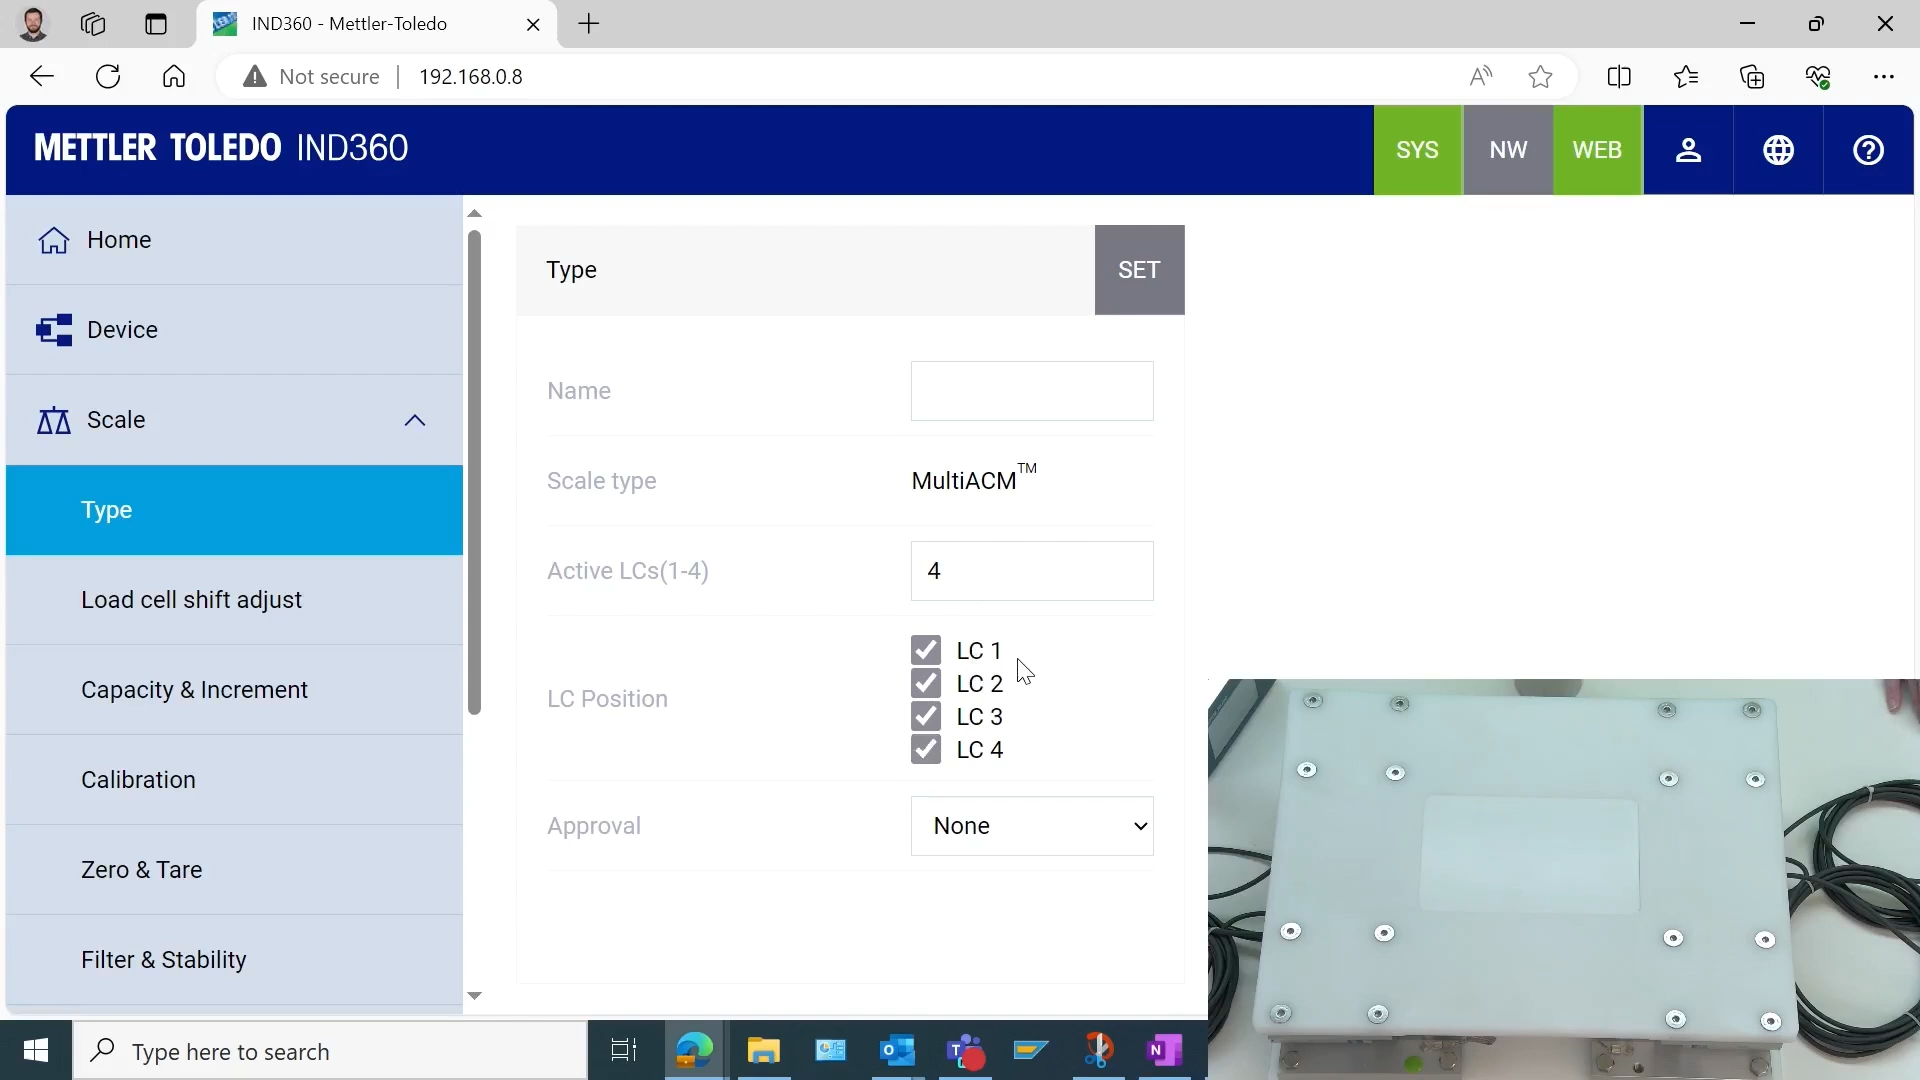 IND360 - Mettler-Toledo
Not secure
192.168.0.8
METTLER TOLEDO IND360
SYS
NW
WEB
Home
Device
Scale
Type
Load cell shift adjust
Capacity & Increment
Calibration
Zero & Tare
Filter & Stability
Type
SET
Name
Scale type
MultiACM™
Active LCs(1-4)
4
LC Position
LC 1
LC 2
LC 3
LC 4
Approval
None
Type here to search